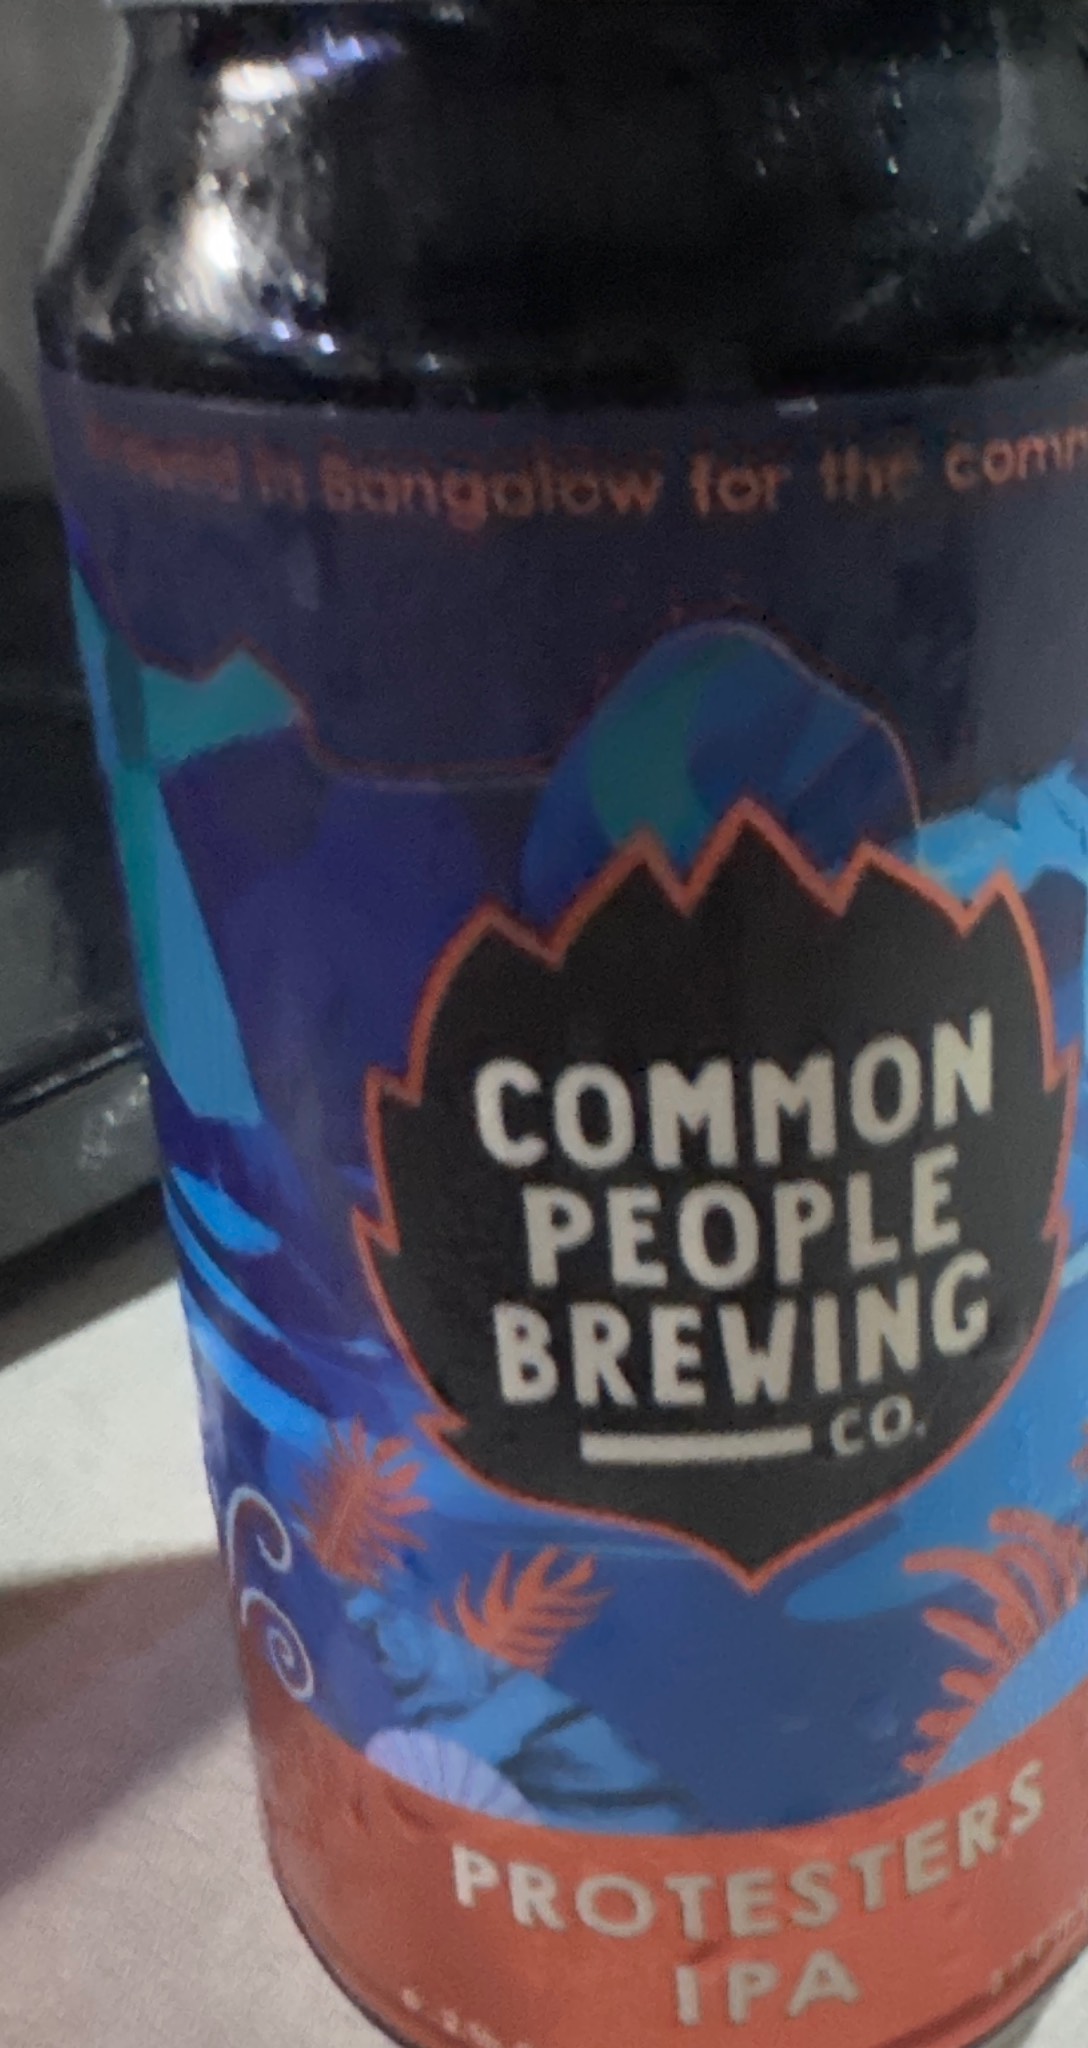 in Bangalow for the
COMMON
PEOPLE
BREWING
CO.
PROTESTERS
IPA